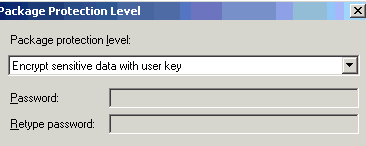 Package Protection Level
Package protection level:
Encrypt sensitive data with user key
Password:
Retype password: